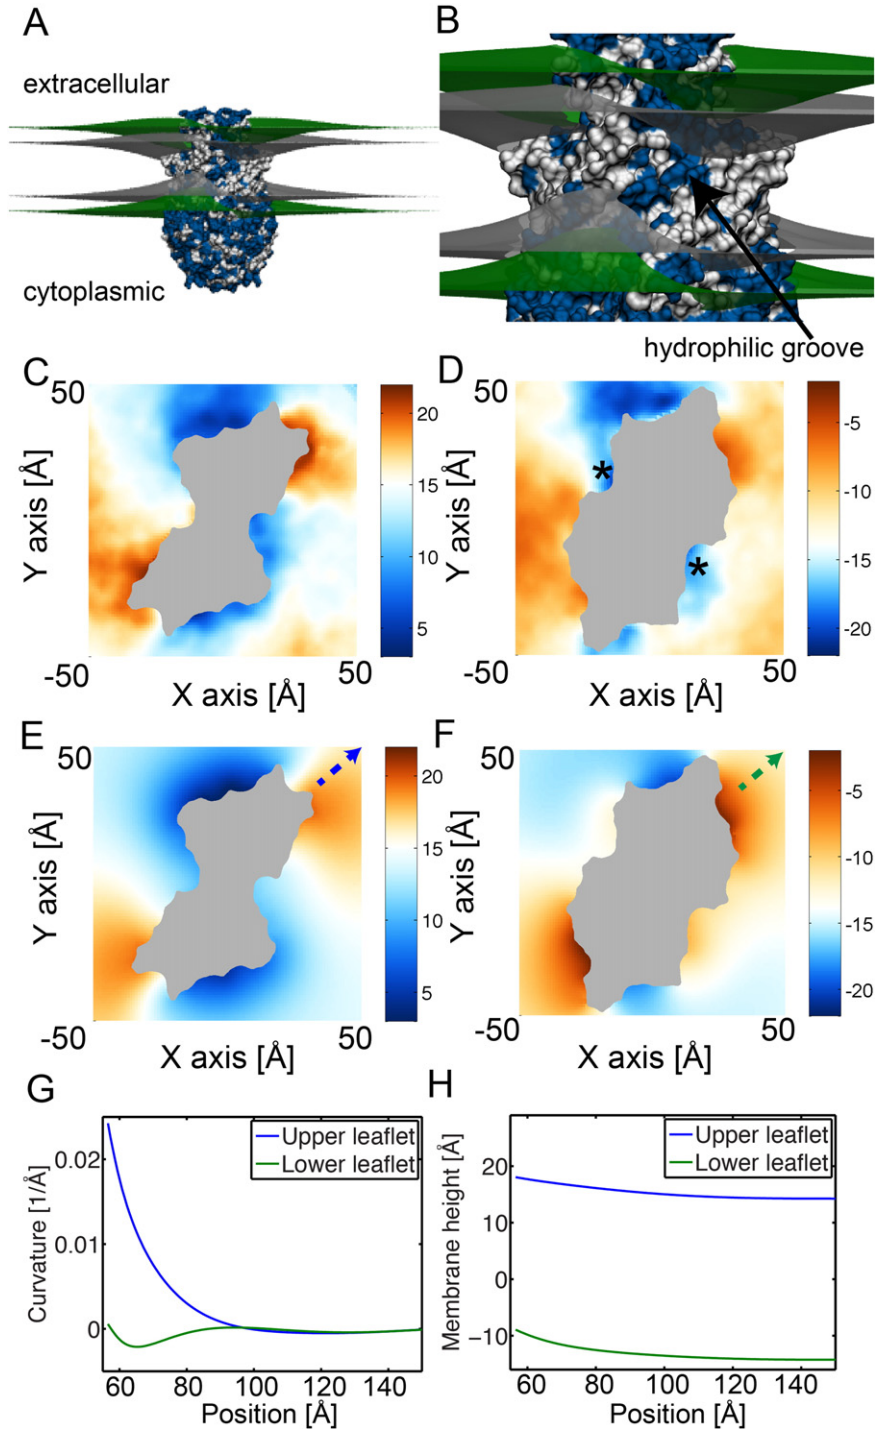 A
B
extracellular
cytoplasmic
hydrophilic groove
C
50
Y axis [Å]
-50
X axis [Å]
50
20
15
10
5
D
50
*
*
Y axis [Å]
-50
X axis [Å]
50
-5
-10
-15
-20
E
50
Y axis [Å]
-50
X axis [Å]
50
20
15
10
5
F
50
Y axis [Å]
-50
X axis [Å]
50
-5
-10
-15
-20
G
Upper leaflet
Lower leaflet
Curvature [1/Å]
0.02
0.01
0
60 80 100 120 140
Position [Å]
H
Upper leaflet
Lower leaflet
Membrane height [Å]
20
10
0
−10
60 80 100 120 140
Position [Å]